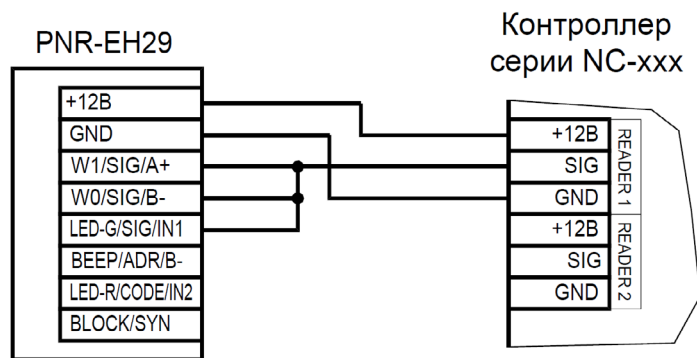 PNR-EH29
+12В
GND
W1/SIG/A+
W0/SIG/B-
LED-G/SIG/IN1
BEEP/ADR/B-
LED-R/CODE/IN2
BLOCK/SYN
Контроллер
серии NC-xxx
+12В
SIG
GND
READER 1
+12В
SIG
GND
READER 2